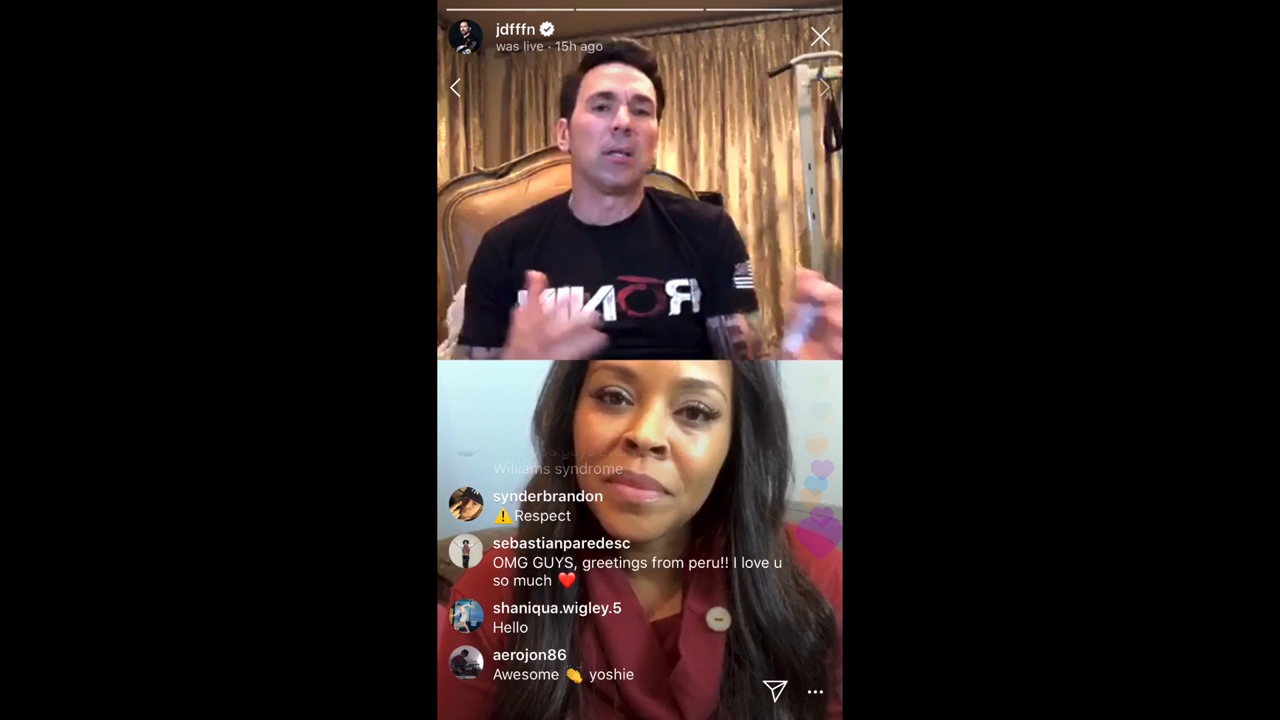 jdfffn
was live · 15h ago
RŌNIN
Williams syndrome
synderbrandon
⚠️Respect
sebastianparedesc
OMG GUYS, greetings from peru!! I love u
so much ❤️
shaniqua.wigley.5
Hello
aerojon86
Awesome 👏 yoshie